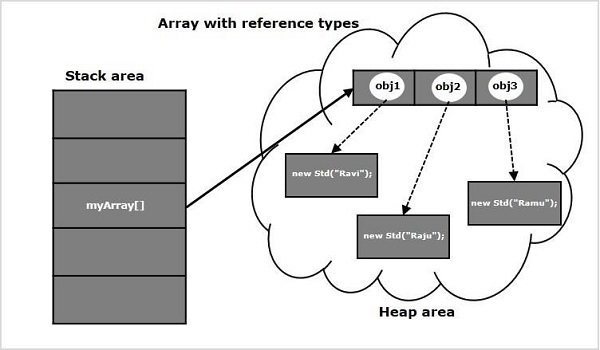 Array with reference types
Stack area
obj1
obj2
obj3
new Std("Ravi");
myArray[]
new Std("Ramu");
new Std("Raju");
Heap area